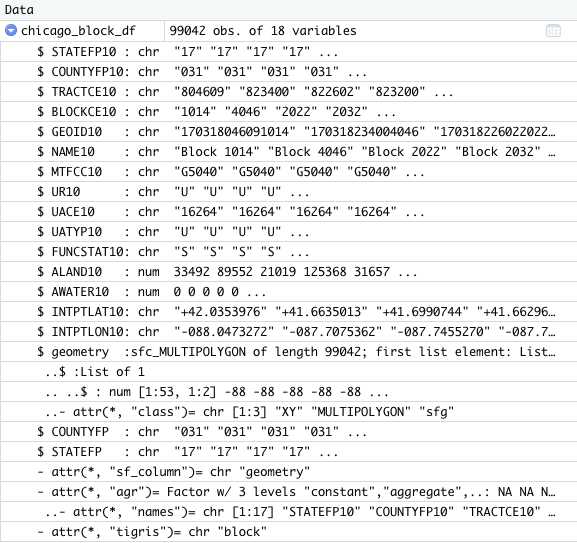 Data
chicago_block_df 99042 obs. of 18 variables
$ STATEFP10 : chr "17" "17" "17" "17" ...
$ COUNTYFP10: chr "031" "031" "031" "031" ...
$ TRACTCE10 : chr "804609" "823400" "822602" "823200" ...
$ BLOCKCE10 : chr "1014" "4046" "2022" "2032" ...
$ GEOID10 : chr "170318046091014" "170318234004046" "170318226022022…
$ NAME10 : chr "Block 1014" "Block 4046" "Block 2022" "Block 2032" …
$ MTFCC10 : chr "G5040" "G5040" "G5040" "G5040" ...
$ UR10 : chr "U" "U" "U" "U" ...
$ UACE10 : chr "16264" "16264" "16264" "16264" ...
$ UATYP10 : chr "U" "U" "U" "U" ...
$ FUNCSTAT10: chr "S" "S" "S" "S" ...
$ ALAND10 : num 33492 89552 21019 125368 31657 ...
$ AWATER10 : num 0 0 0 0 0 ...
$ INTPTLAT10: chr "+42.0353976" "+41.6635013" "+41.6990744" "+41.66296…
$ INTPTLON10: chr "-088.0473272" "-087.7075362" "-087.7455270" "-087.7…
$ geometry :sfc_MULTIPOLYGON of length 99042; first list element: List…
..$ :List of 1
.. ..$ : num [1:53, 1:2] -88 -88 -88 -88 -88 ...
..- attr(*, "class")= chr [1:3] "XY" "MULTIPOLYGON" "sfg"
$ COUNTYFP : chr "031" "031" "031" "031" ...
$ STATEFP : chr "17" "17" "17" "17" ...
- attr(*, "sf_column")= chr "geometry"
- attr(*, "agr")= Factor w/ 3 levels "constant","aggregate",..: NA NA N…
..- attr(*, "names")= chr [1:17] "STATEFP10" "COUNTYFP10" "TRACTCE10" …
- attr(*, "tigris")= chr "block"